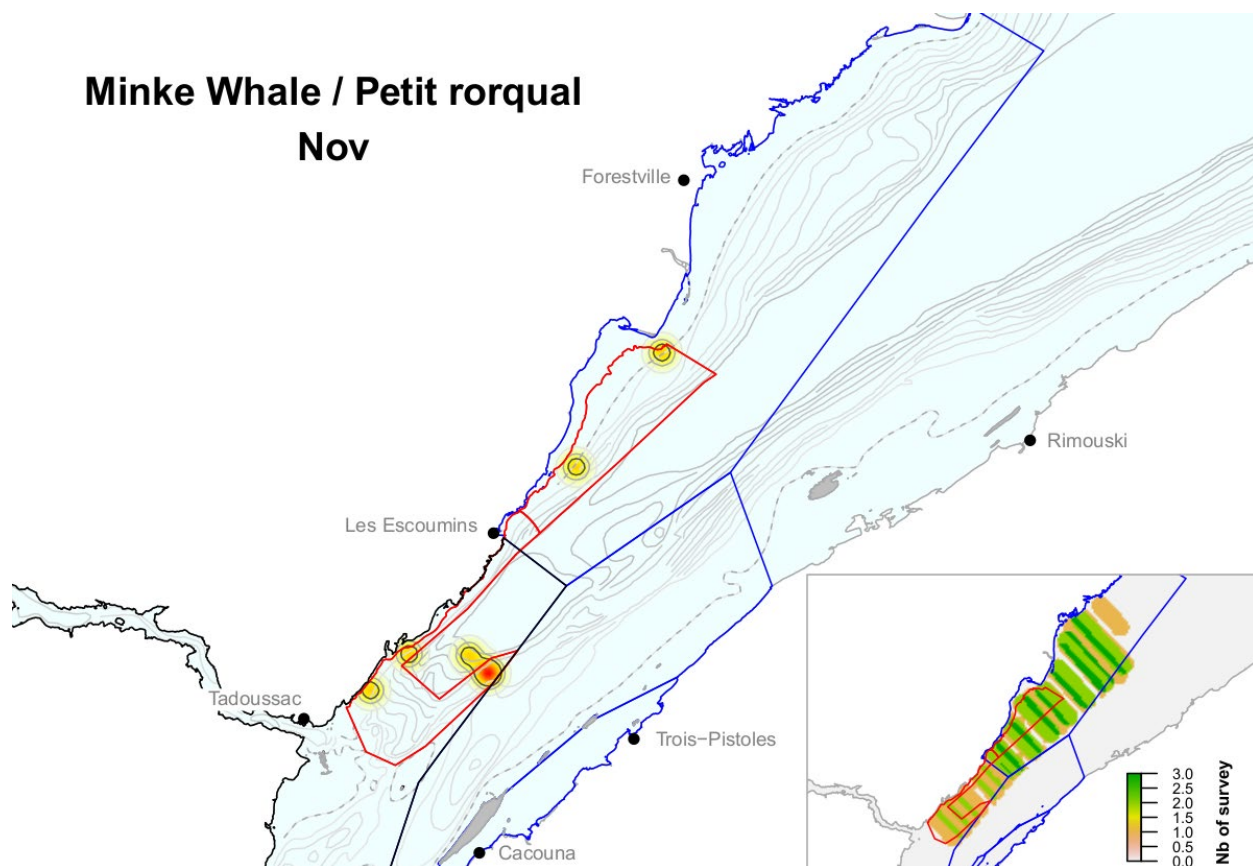 Minke Whale / Petit rorqual
Nov
Forestville
Rimouski
Les Escoumins
Tadoussac
Trois−Pistoles
Cacouna
3.0
2.5
2.0
1.5
1.0
0.5
0.0
Nb of survey